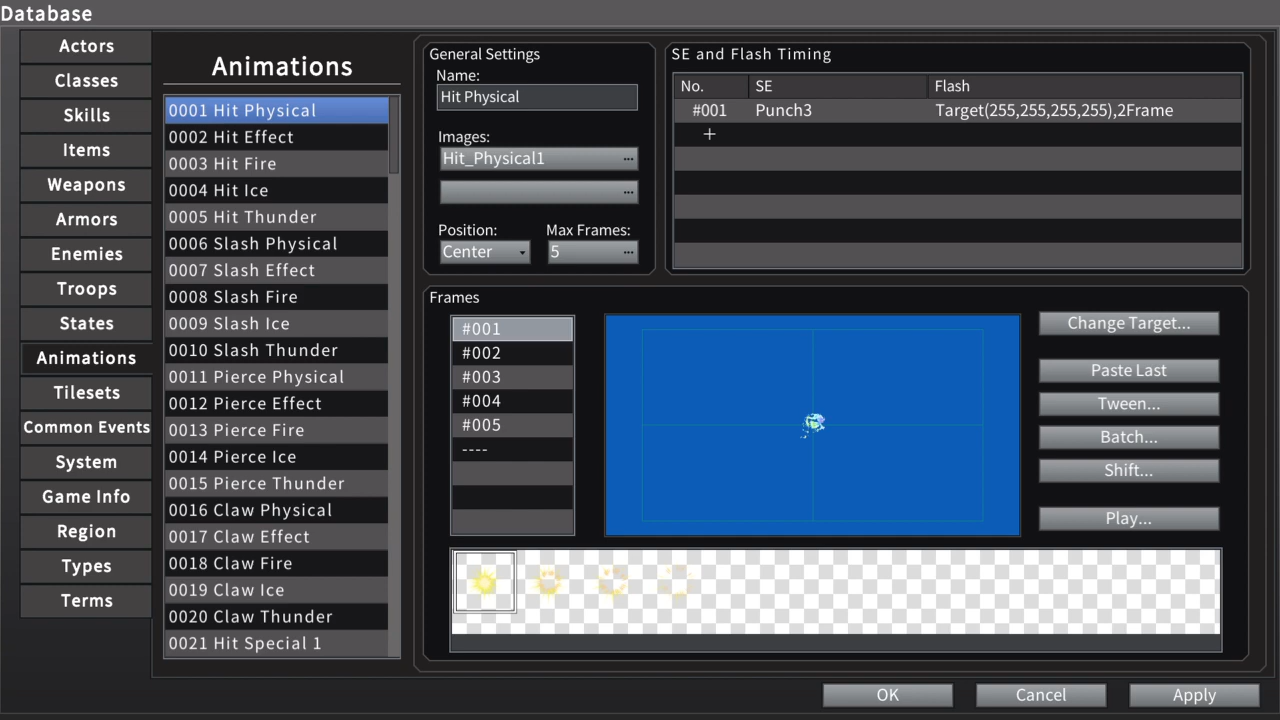 Database
Actors
Classes
Skills
Items
Weapons
Armors
Enemies
Troops
States
Animations
Tilesets
Common Events
System
Game Info
Region
Types
Terms
Animations
0001 Hit Physical
0002 Hit Effect
0003 Hit Fire
0004 Hit Ice
0005 Hit Thunder
0006 Slash Physical
0007 Slash Effect
0008 Slash Fire
0009 Slash Ice
0010 Slash Thunder
0011 Pierce Physical
0012 Pierce Effect
0013 Pierce Fire
0014 Pierce Ice
0015 Pierce Thunder
0016 Claw Physical
0017 Claw Effect
0018 Claw Fire
0019 Claw Ice
0020 Claw Thunder
0021 Hit Special 1
General Settings
Name:
Hit Physical
Images:
Hit_Physical1 ...
...
Position: Max Frames:
Center 5 ...
SE and Flash Timing
No. SE Flash
#001 Punch3 Target(255,255,255,255),2Frame
+
Frames
#001
#002
#003
#004
#005
----
Change Target...
Paste Last
Tween...
Batch...
Shift...
Play...
OK Cancel Apply